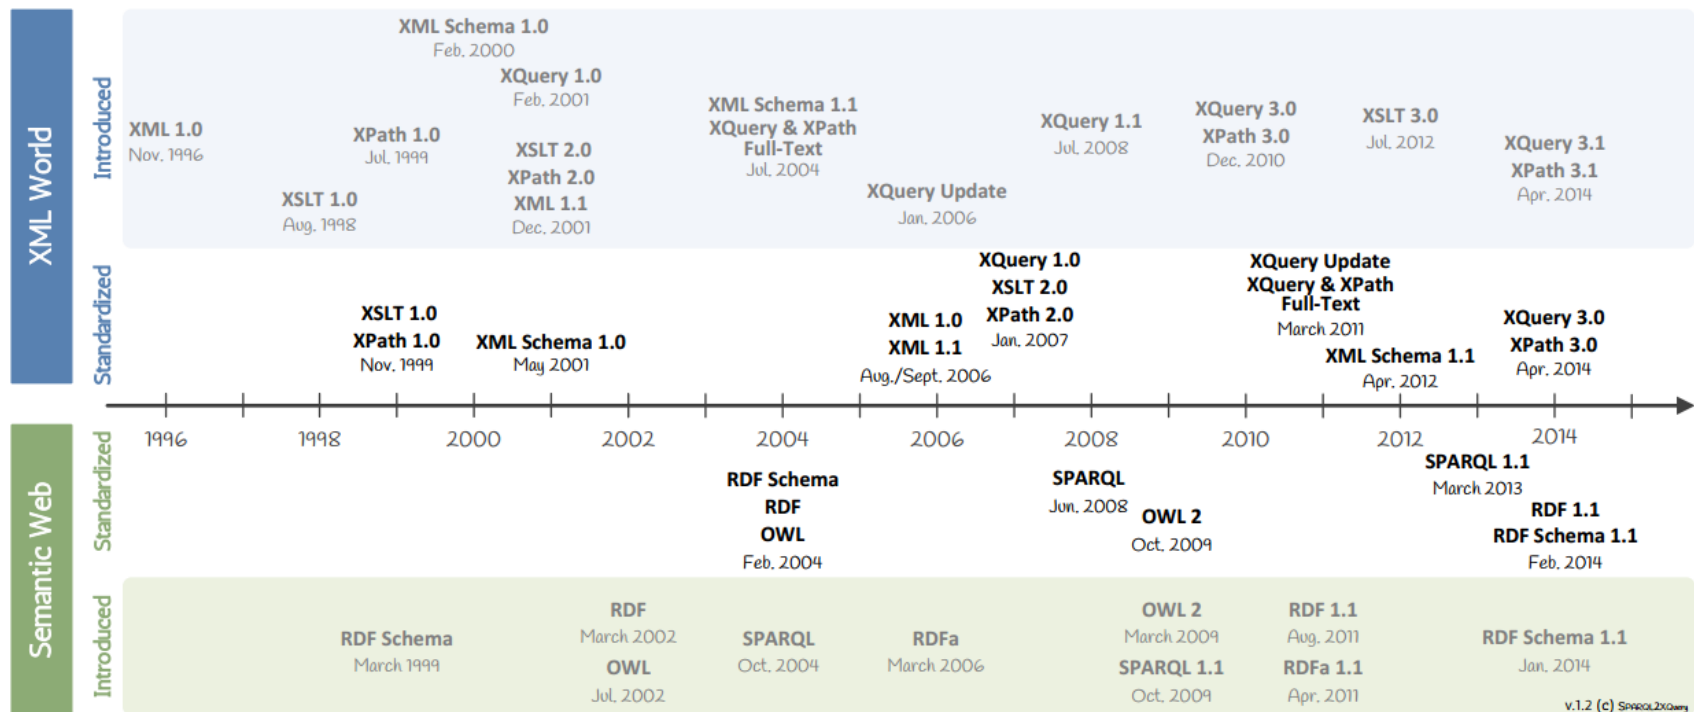 XML World
Introduced
XML Schema 1.0
Feb. 2000
XQuery 1.0
Feb. 2001
XML 1.0
Nov. 1996
XPath 1.0
Jul. 1999
XSLT 1.0
Aug. 1998
XSLT 2.0
XPath 2.0
XML 1.1
Dec. 2001
XML Schema 1.1
XQuery & XPath
Full-Text
Jul. 2004
XQuery Update
Jan. 2006
XQuery 1.1
Jul. 2008
XQuery 3.0
XPath 3.0
Dec. 2010
XSLT 3.0
Jul. 2012
XQuery 3.1
XPath 3.1
Apr. 2014
Standardized
XSLT 1.0
XPath 1.0
Nov. 1999
XML Schema 1.0
May 2001
XML 1.0
XML 1.1
Aug./Sept. 2006
XQuery 1.0
XSLT 2.0
XPath 2.0
Jan. 2007
XQuery Update
XQuery & XPath
Full-Text
March 2011
XML Schema 1.1
Apr. 2012
XQuery 3.0
XPath 3.0
Apr. 2014
1996 1998 2000 2002 2004 2006 2008 2010 2012 2014
Semantic Web
Standardized
RDF Schema
RDF
OWL
Feb. 2004
SPARQL
Jun. 2008
OWL 2
Oct. 2009
SPARQL 1.1
March 2013
RDF 1.1
RDF Schema 1.1
Feb. 2014
Introduced
RDF Schema
March 1999
RDF
March 2002
OWL
Jul. 2002
SPARQL
Oct. 2004
RDFa
March 2006
OWL 2
March 2009
SPARQL 1.1
Oct. 2009
RDF 1.1
Aug. 2011
RDFa 1.1
Apr. 2011
RDF Schema 1.1
Jan. 2014
v.1.2 (c) SPARQL2XQuery